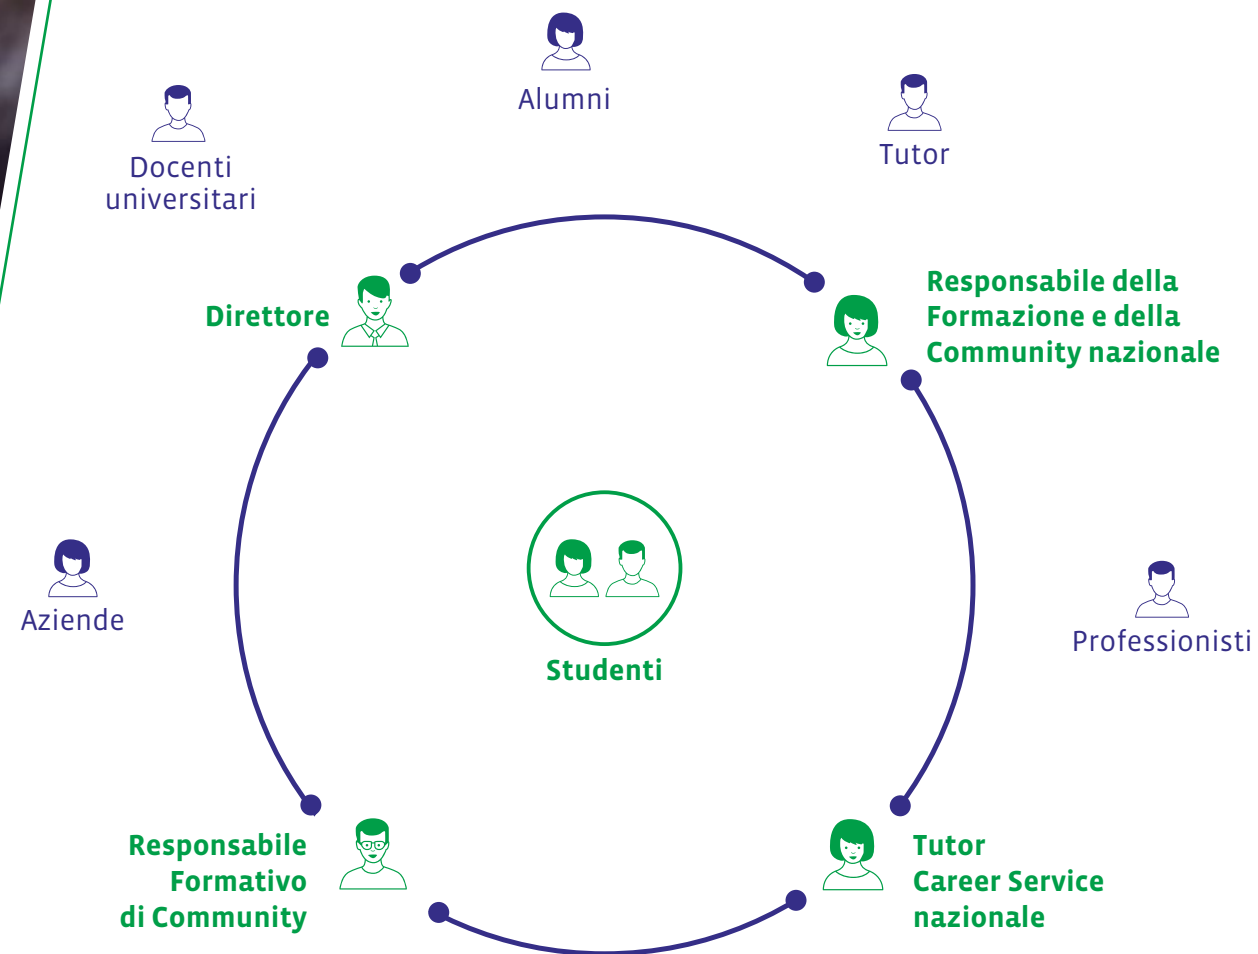 Alumni
Tutor
Docenti
universitari
Direttore
Responsabile della
Formazione e della
Community nazionale
Aziende
Studenti
Professionisti
Responsabile
Formativo
di Community
Tutor
Career Service
nazionale